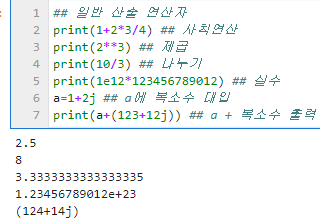 1 ## 일반 산술 연산자
2 print(1+2*3/4) ## 사칙연산
3 print(2**3) ## 제곱
4 print(10/3) ## 나누기
5 print(1e12*123456789012) ## 실수
6 a=1+2j ## a에 복소수 대입
7 print(a+(123+12j)) ## a + 복소수 출력
2.5
8
3.3333333333333335
1.23456789012e+23
(124+14j)